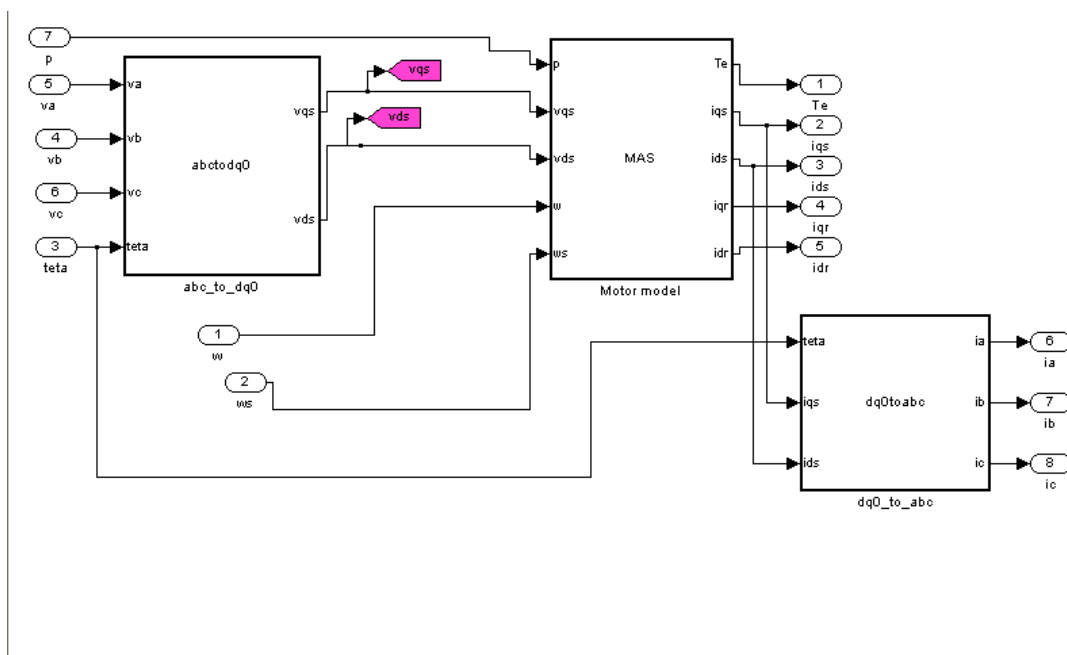 7
p
5
va
4
vb
6
vc
3
teta
va
vb
vc
teta
abctodq0
vqs
vds
abc_to_dq0
vqs
vds
1
w
2
ws
p
vqs
vds
w
ws
MAS
Te
iqs
ids
iqr
idr
Motor model
1
Te
2
iqs
3
ids
4
iqr
5
idr
teta
iqs
ids
dq0toabc
ia
ib
ic
dq0_to_abc
6
ia
7
ib
8
ic